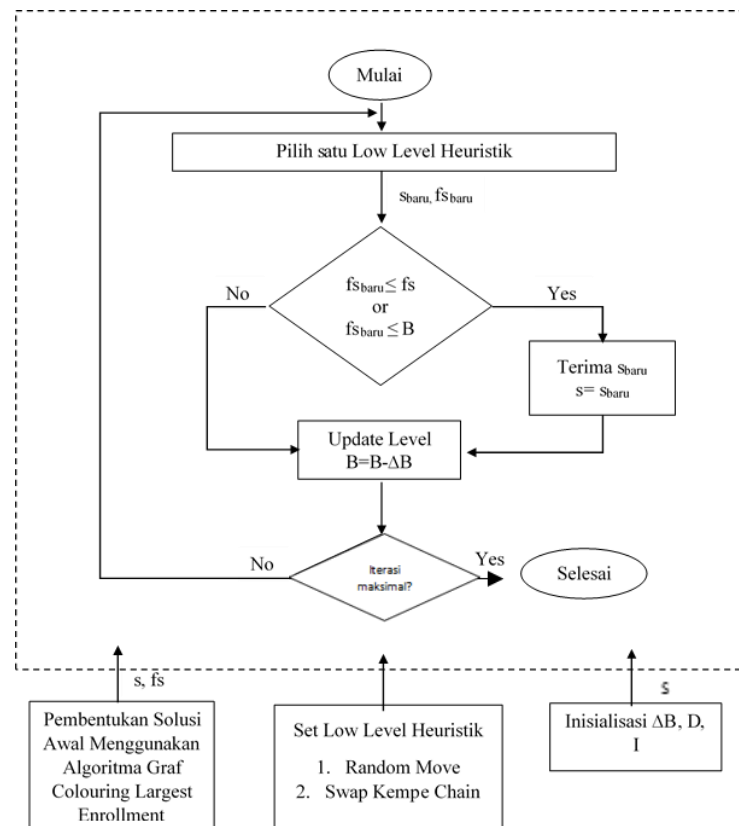 Mulai
Pilih satu Low Level Heuristik
sbaru, fsbaru
No
fsbaru≤ fs
or
fsbaru ≤ B
Yes
Terima sbaru
s= sbaru
Update Level
B=B-ΔB
No
Iterasi
maksimal?
Yes
Selesai
s, fs
s
Pembentukan Solusi
Awal Menggunakan
Algoritma Graf
Colouring Largest
Enrollment
Set Low Level Heuristik
1. Random Move
2. Swap Kempe Chain
Inisialisasi ΔB, D,
I